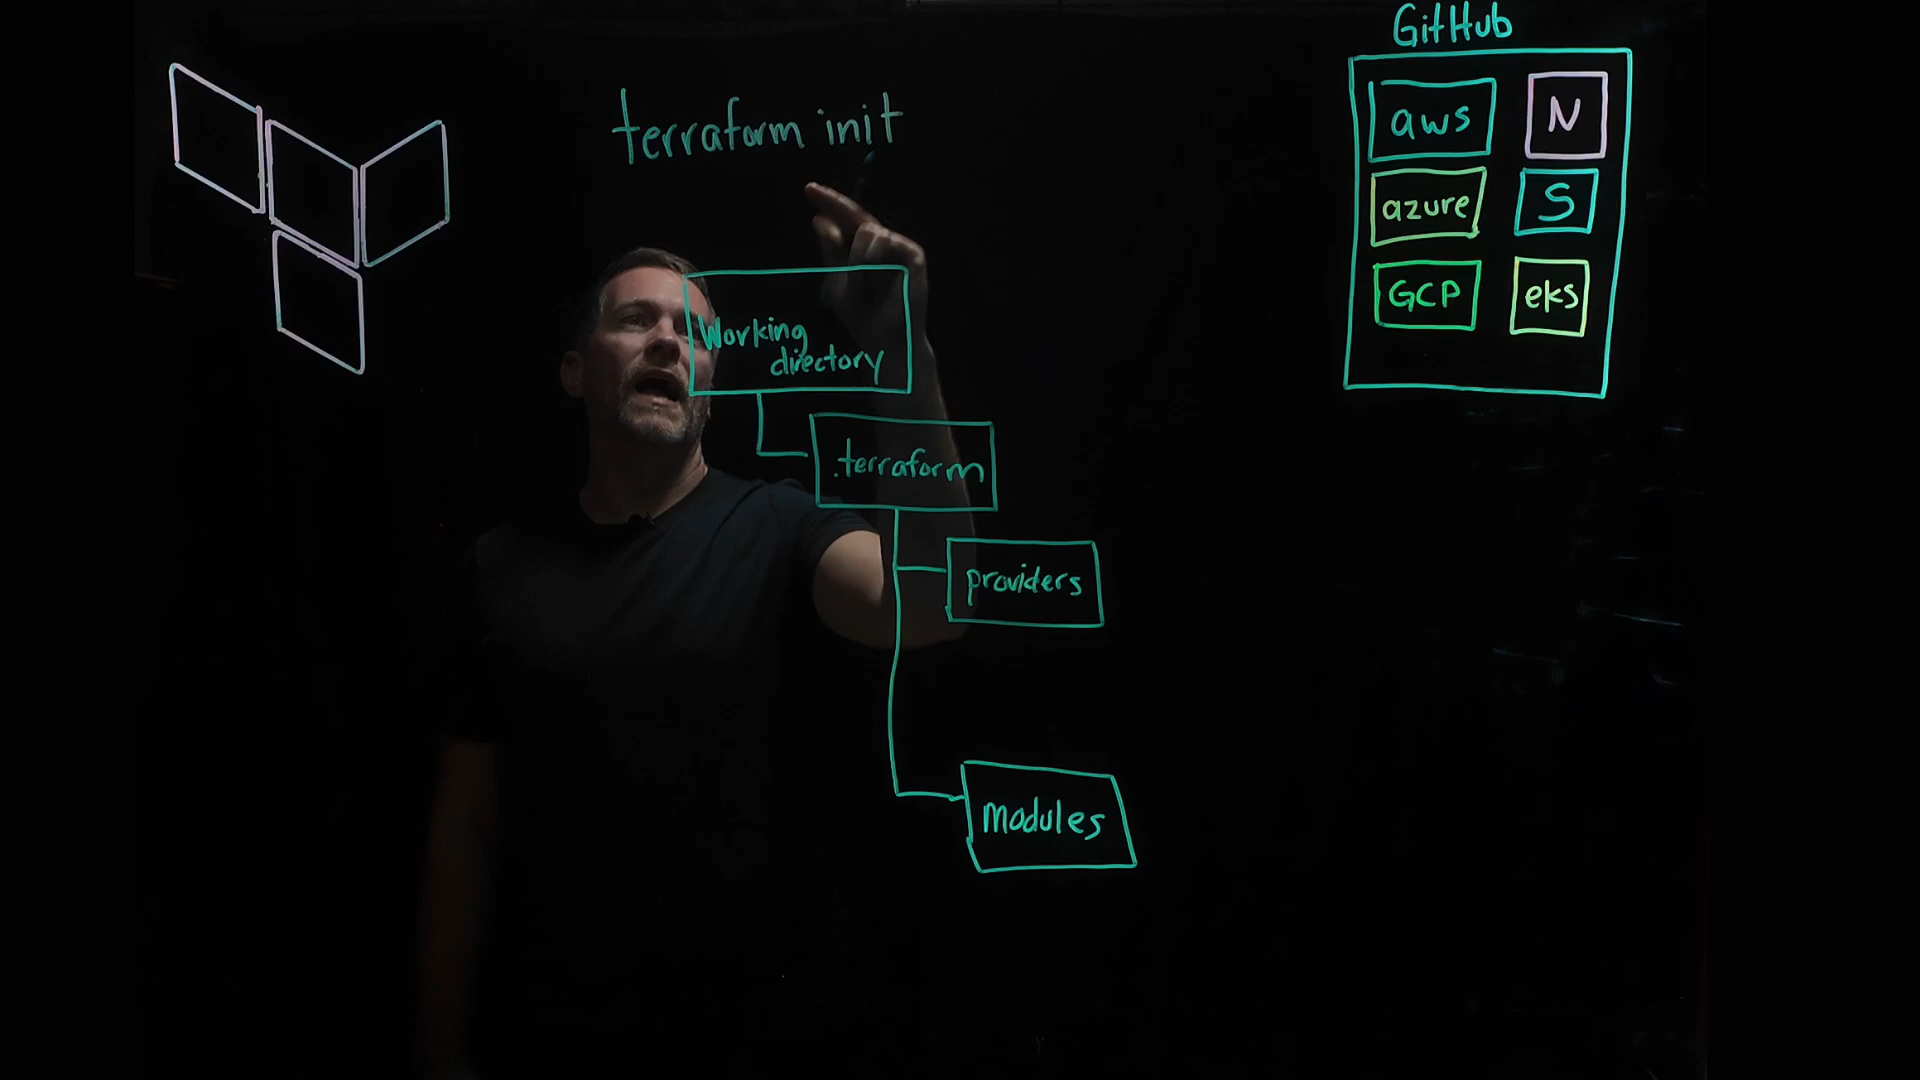 terraform init
Working
directory
.terraform
providers
modules
GitHub
aws
N
azure
S
GCP
eks